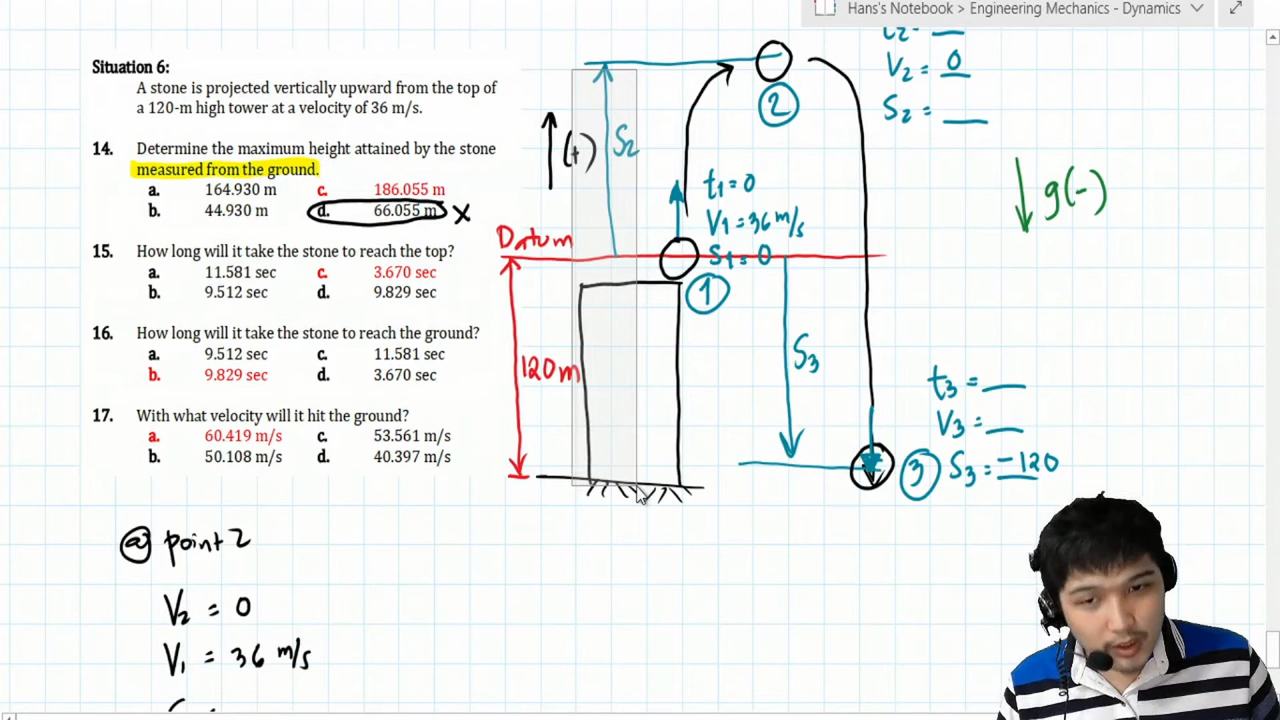 Hans's Notebook > Engineering Mechanics - Dynamics
Situation 6:
A stone is projected vertically upward from the top of
a 120-m high tower at a velocity of 36 m/s.
14. Determine the maximum height attained by the stone
measured from the ground.
a. 164.930 m c. 186.055 m
b. 44.930 m d. 66.055 m x
15. How long will it take the stone to reach the top?
a. 11.581 sec c. 3.670 sec
b. 9.512 sec d. 9.829 sec
16. How long will it take the stone to reach the ground?
a. 9.512 sec c. 11.581 sec
b. 9.829 sec d. 3.670 sec
17. With what velocity will it hit the ground?
a. 60.419 m/s c. 53.561 m/s
b. 50.108 m/s d. 40.397 m/s
@ point 2
V2 = 0
V1 = 36 m/s
(+)
S2
2
V2 = 0
S2 = __
g(-)
t1 = 0
V1 = 36 m/s
S1 = 0
Datum
1
120m
S3
t3 = __
V3 = __
3 S3 = -120